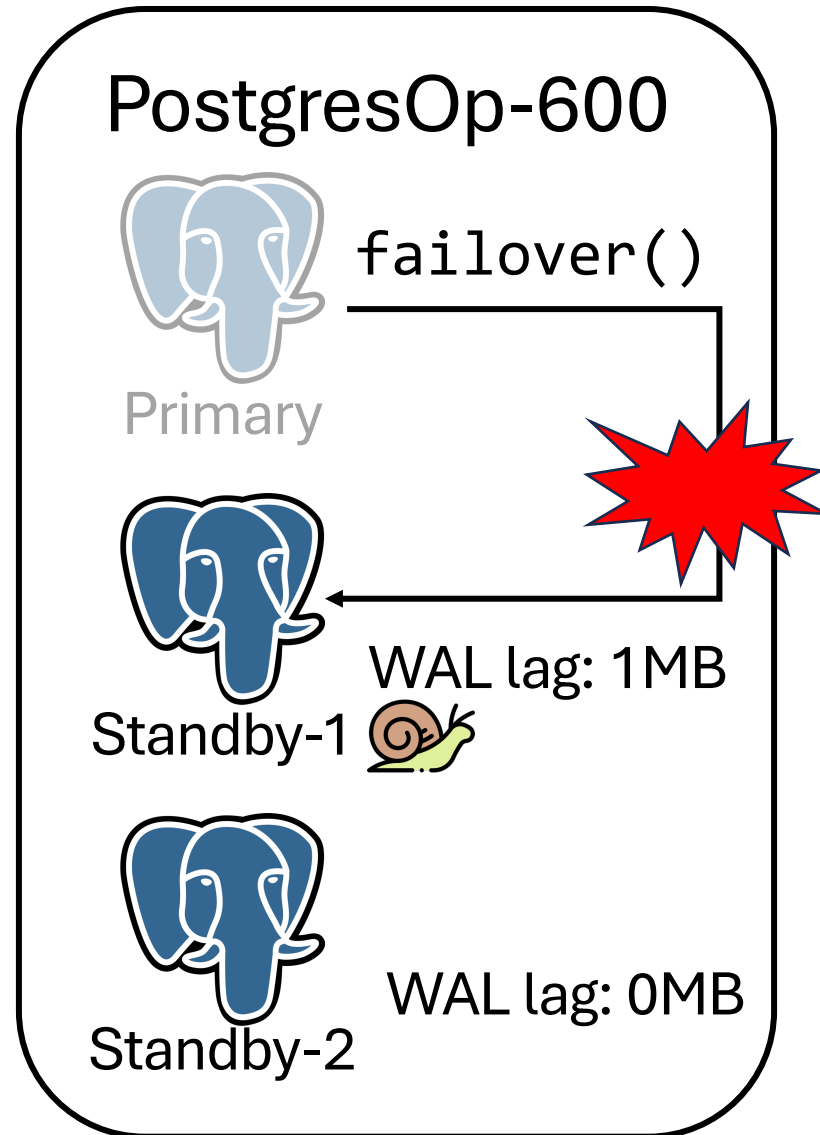 PostgresOp-600
failover()
Primary
WAL lag: 1MB
Standby-1
WAL lag: 0MB
Standby-2